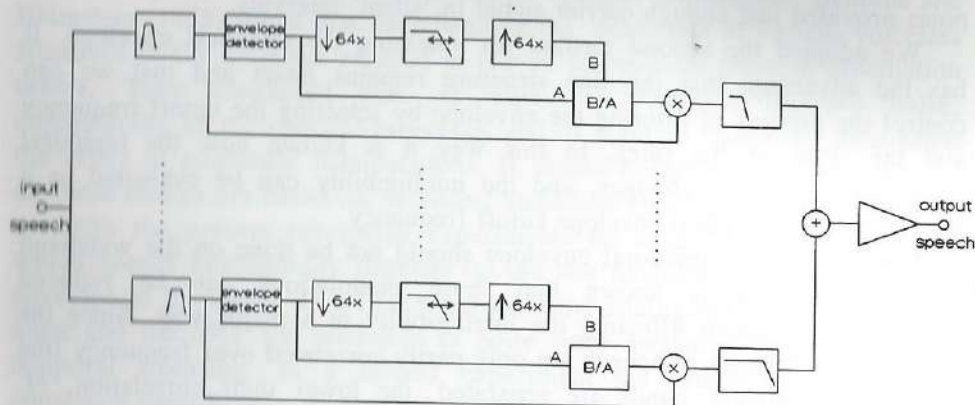 envelope
detector
↓64x
↑64x
B
A
B/A
×
input
speech
+
output
speech
envelope
detector
↓64x
↑64x
B
A
B/A
×